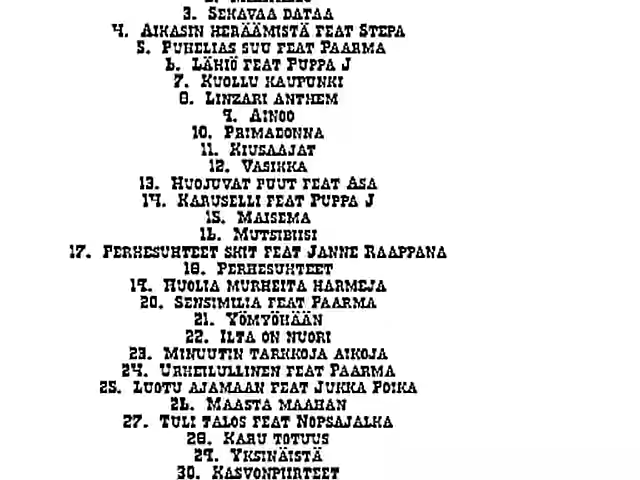 3. Sekavaa dataa
4. Aikasin heräämistä feat Stepa
5. Puhelias suu feat Paarma
6. Lähiö feat Puppa J
7. Kuollu kaupunki
8. Linzari anthem
9. Ainoo
10. Primadonna
11. Kiusaajat
12. Vasikka
13. Huojuvat puut feat Asa
14. Karuselli feat Puppa J
15. Maisema
16. Mutsibiisi
17. Perhesuhteet skit feat Janne Raappana
18. Perhesuhteet
19. Huolia murheita harmeja
20. Sensimilia feat Paarma
21. Yömyöhään
22. Ilta on nuori
23. Minuutin tarkkoja aikoja
24. Urheilullinen feat Paarma
25. Luotu ajamaan feat Jukka Poika
26. Maasta maahan
27. Tuli talos feat Nopsajalka
28. Karu totuus
29. Yksinäistä
30. Kasvonpiirteet